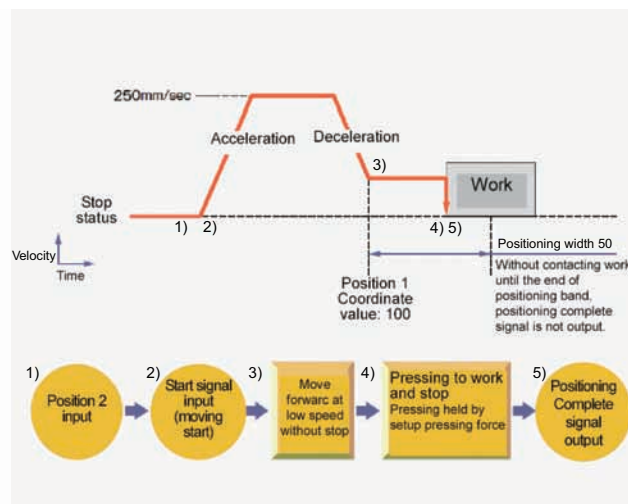 250mm/sec
Acceleration
Deceleration
3)
Work
Stop
status
1)
2)
4)
5)
Velocity
Time
Positioning width 50
Position 1
Coordinate
value: 100
Without contacting work
until the end of
positioning band,
positioning complete
signal is not output.
1)
Position 2
input
2)
Start signal
input
(moving
start)
3)
Move
forwarc at
low speed
without stop
4)
Pressing to work
and stop
Pressing held by
setup pressing force
5)
Positioning
Complete
signal
output